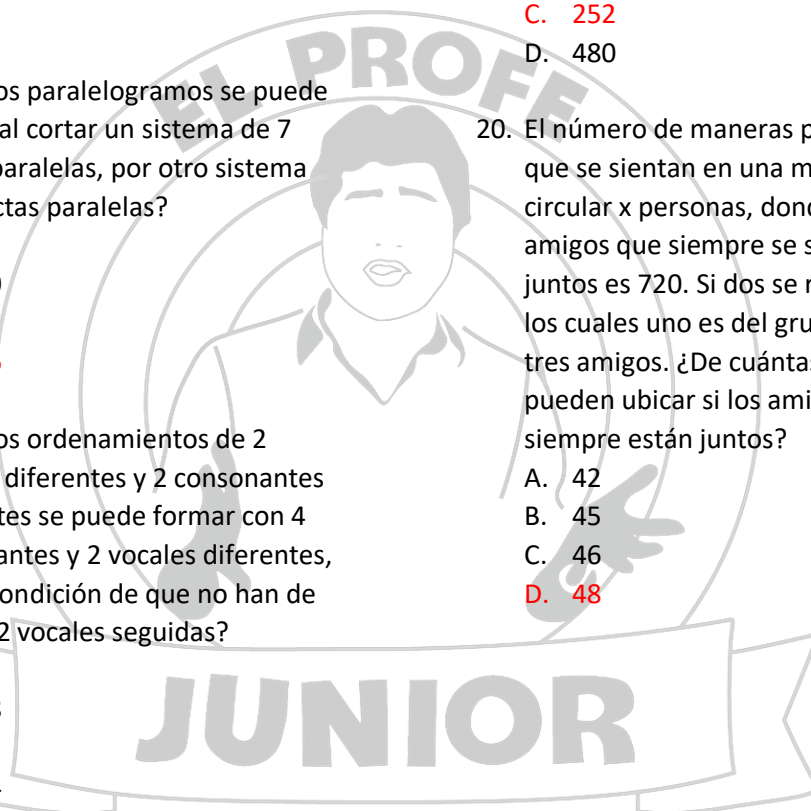 os paralelogramos se puede
al cortar un sistema de 7
paralelas, por otro sistema
ctas paralelas?
os ordenamientos de 2
diferentes y 2 consonantes
tes se puede formar con 4
antes y 2 vocales diferentes,
ondición de que no han de
2 vocales seguidas?
C. 252
D. 480
20. El número de maneras p
que se sientan en una m
circular x personas, dond
amigos que siempre se s
juntos es 720. Si dos se r
los cuales uno es del gru
tres amigos. ¿De cuántas
pueden ubicar si los ami
siempre están juntos?
A. 42
B. 45
C. 46
D. 48
EL PROFE
JUNIOR